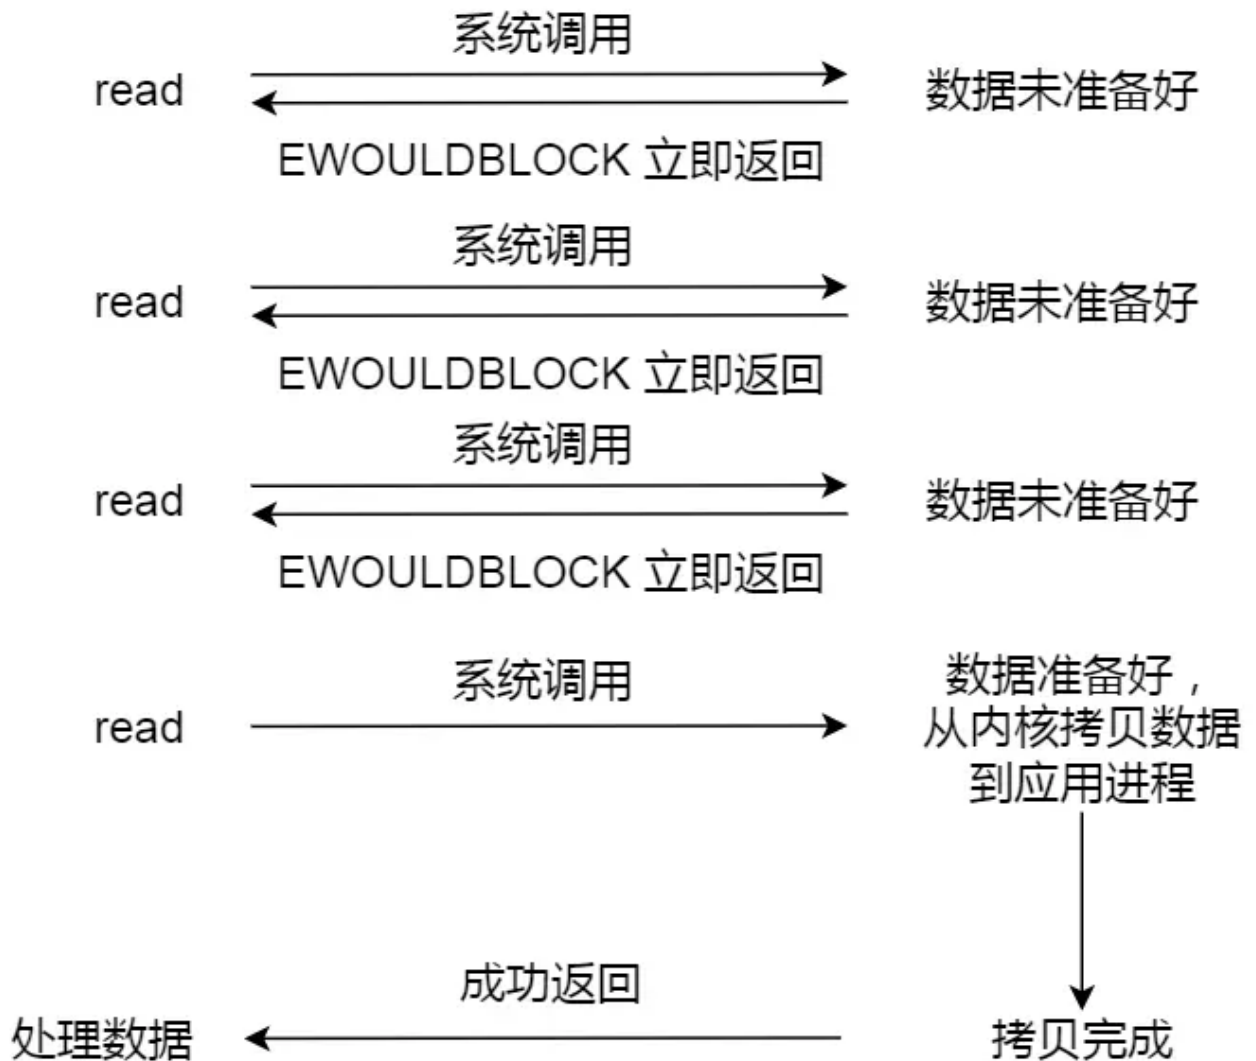 系统调用
read
数据未准备好
EWOULDBLOCK 立即返回
系统调用
read
数据未准备好
EWOULDBLOCK 立即返回
系统调用
read
数据未准备好
EWOULDBLOCK 立即返回
系统调用
read
数据准备好，
从内核拷贝数据
到应用进程
成功返回
处理数据
拷贝完成